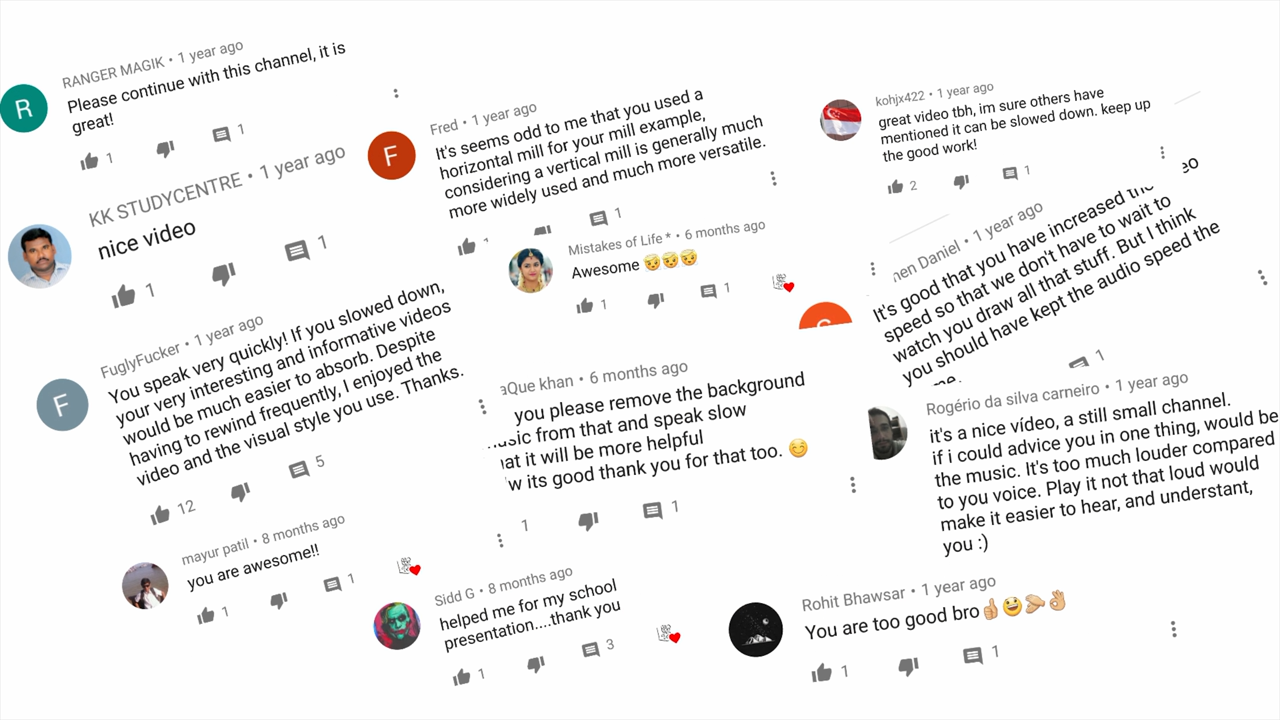 RANGER MAGIK • 1 year ago
Please continue with this channel, it is
great!
1
1
R
KK STUDYCENTRE • 1 year ago
nice video
1
1
FuglyFucker • 1 year ago
You speak very quickly! If you slowed down,
your very interesting and informative videos
would be much easier to absorb. Despite
having to rewind frequently, I enjoyed the
video and the visual style you use. Thanks.
12
5
F
mayur patil • 8 months ago
you are awesome!!
1
1
Fred • 1 year ago
It's seems odd to me that you used a
horizontal mill for your mill example,
considering a vertical mill is generally much
more widely used and much more versatile.
1
F
Mistakes of Life * • 6 months ago
Awesome 😇😇😇
1
1
aQue khan • 6 months ago
you please remove the background
from that and speak slow
it will be more helpful
its good thank you for that too. 😊
1
1
Sidd G • 8 months ago
helped me for my school
presentation....thank you
1
3
kohjx422 • 1 year ago
great video tbh, im sure others have
mentioned it can be slowed down. keep up
the good work!
2
1
Daniel • 1 year ago
It's good that you have increased the
speed so that we don't have to wait to
watch you draw all that stuff. But I think
you should have kept the audio speed the
1
Rogério da silva carneiro • 1 year ago
it's a nice vídeo, a still small channel.
if i could advice you in one thing, would be
the music. It's too much louder compared
to you voice. Play it not that loud would
make it easier to hear, and understant,
you :)
Rohit Bhawsar • 1 year ago
You are too good bro👍😃👏👌
1
1